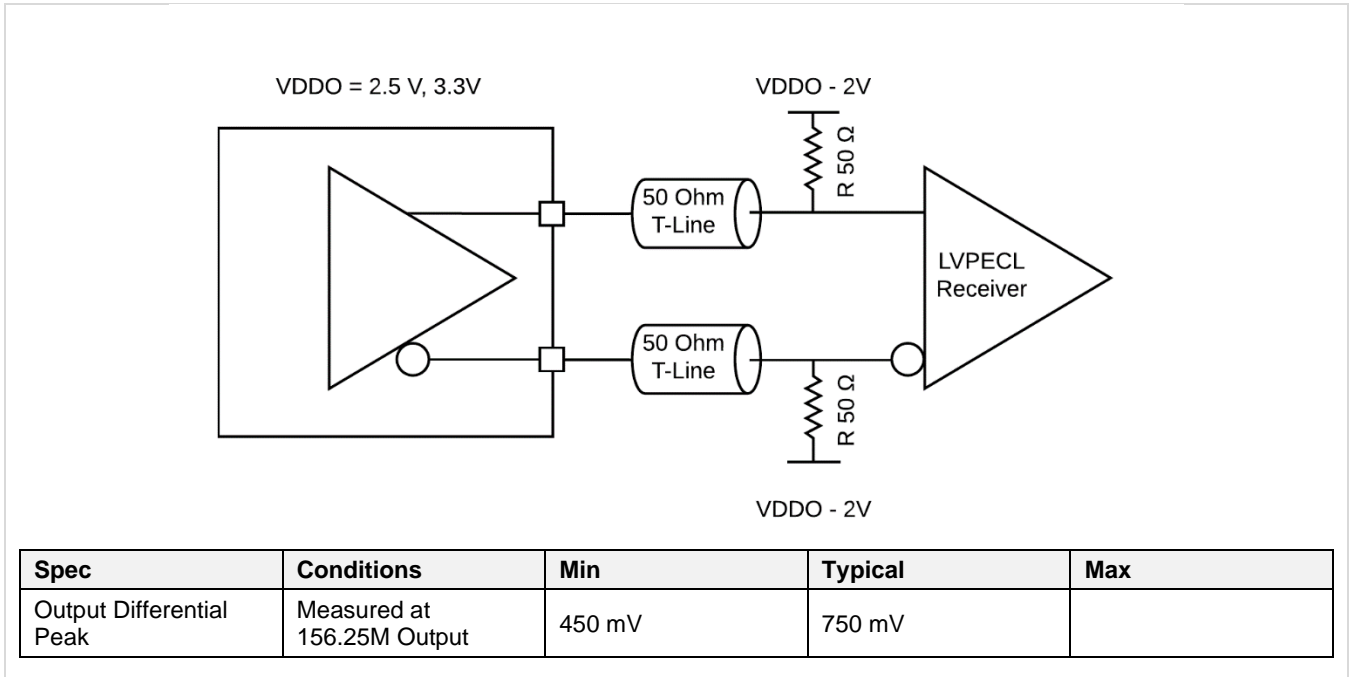 VDDO = 2.5 V, 3.3V
VDDO - 2V
R 50 Ω
50 Ohm
T-Line
LVPECL
Receiver
50 Ohm
T-Line
R 50 Ω
VDDO - 2V
Spec Conditions Min Typical Max
Output Differential
Peak
Measured at
156.25M Output
450 mV
750 mV